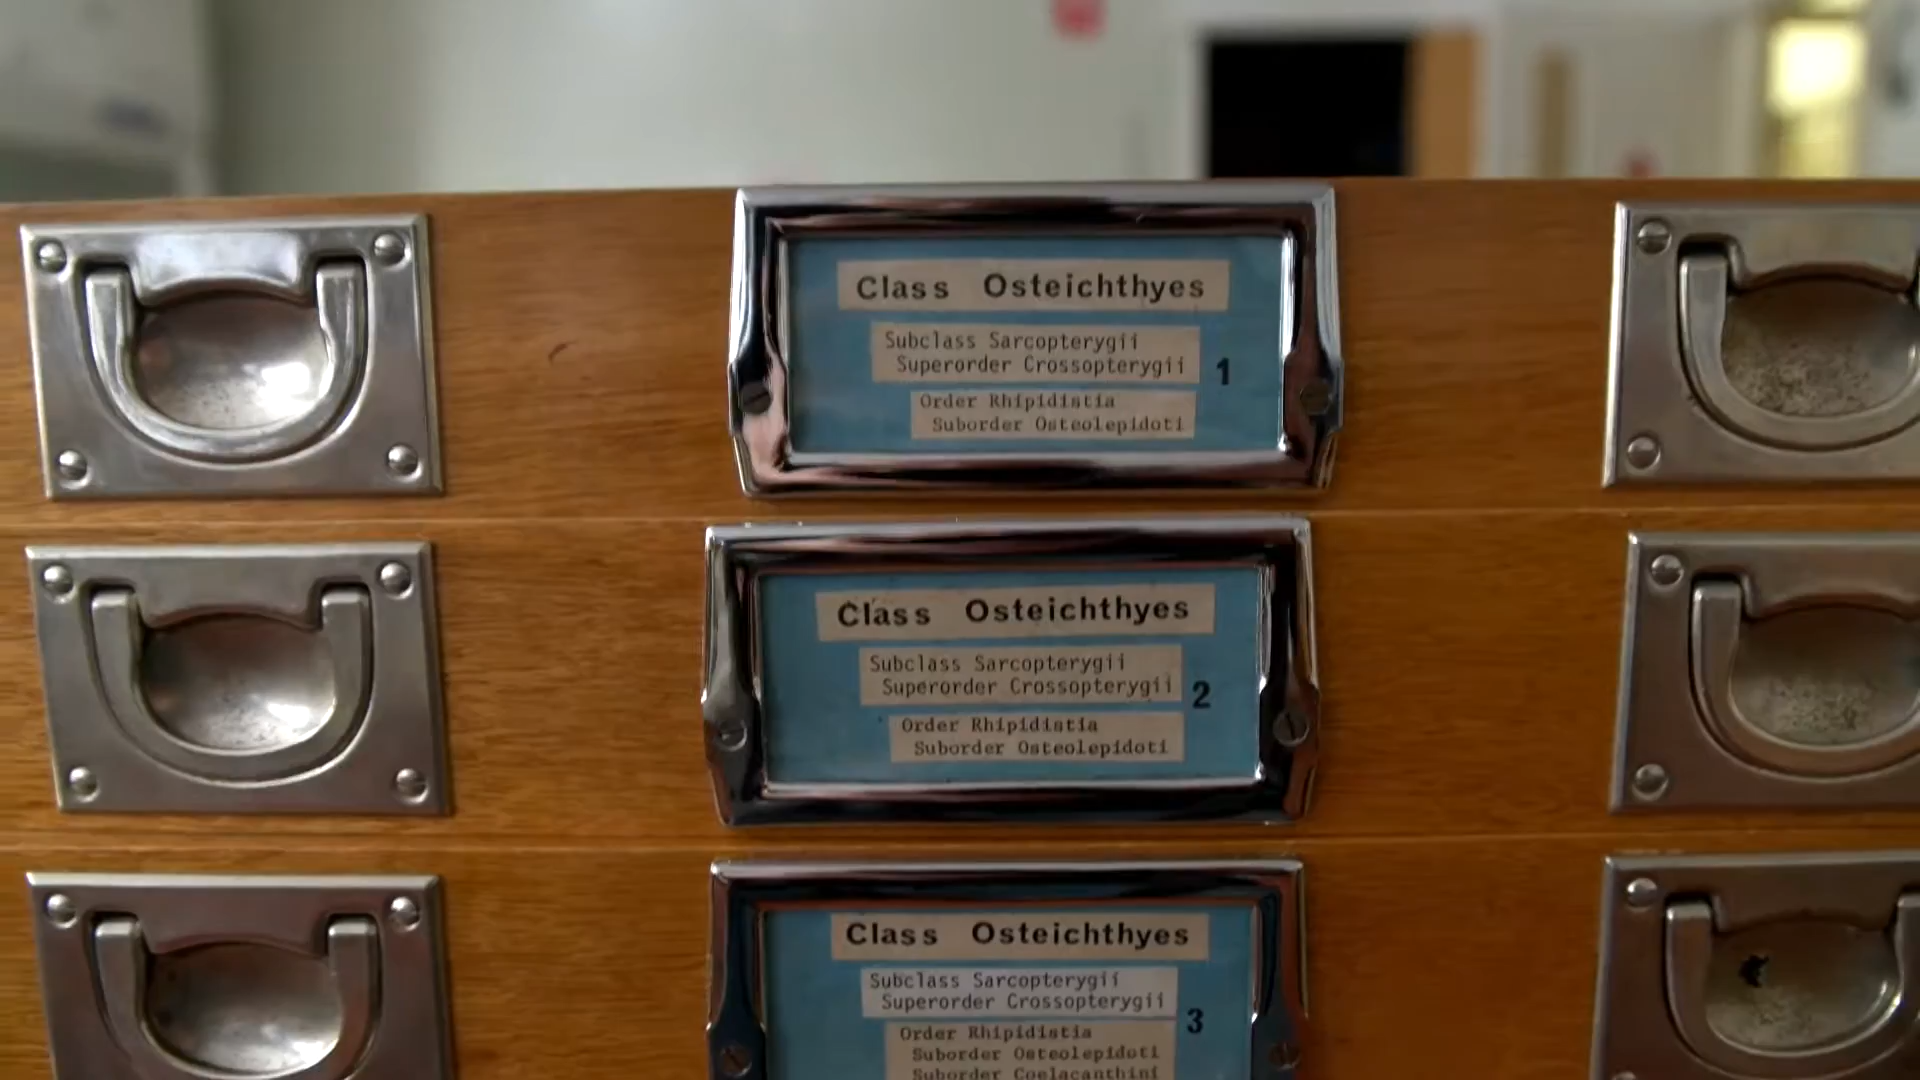 Class Osteichthyes
Subclass Sarcopterygii
Superorder Crossopterygii
1
Order Rhipidistia
Suborder Osteolepidoti
Class Osteichthyes
Subclass Sarcopterygii
Superorder Crossopterygii
2
Order Rhipidistia
Suborder Osteolepidoti
Class Osteichthyes
Subclass Sarcopterygii
Superorder Crossopterygii
3
Order Rhipidistia
Suborder Osteolepidoti
Suborder Coelacanthini